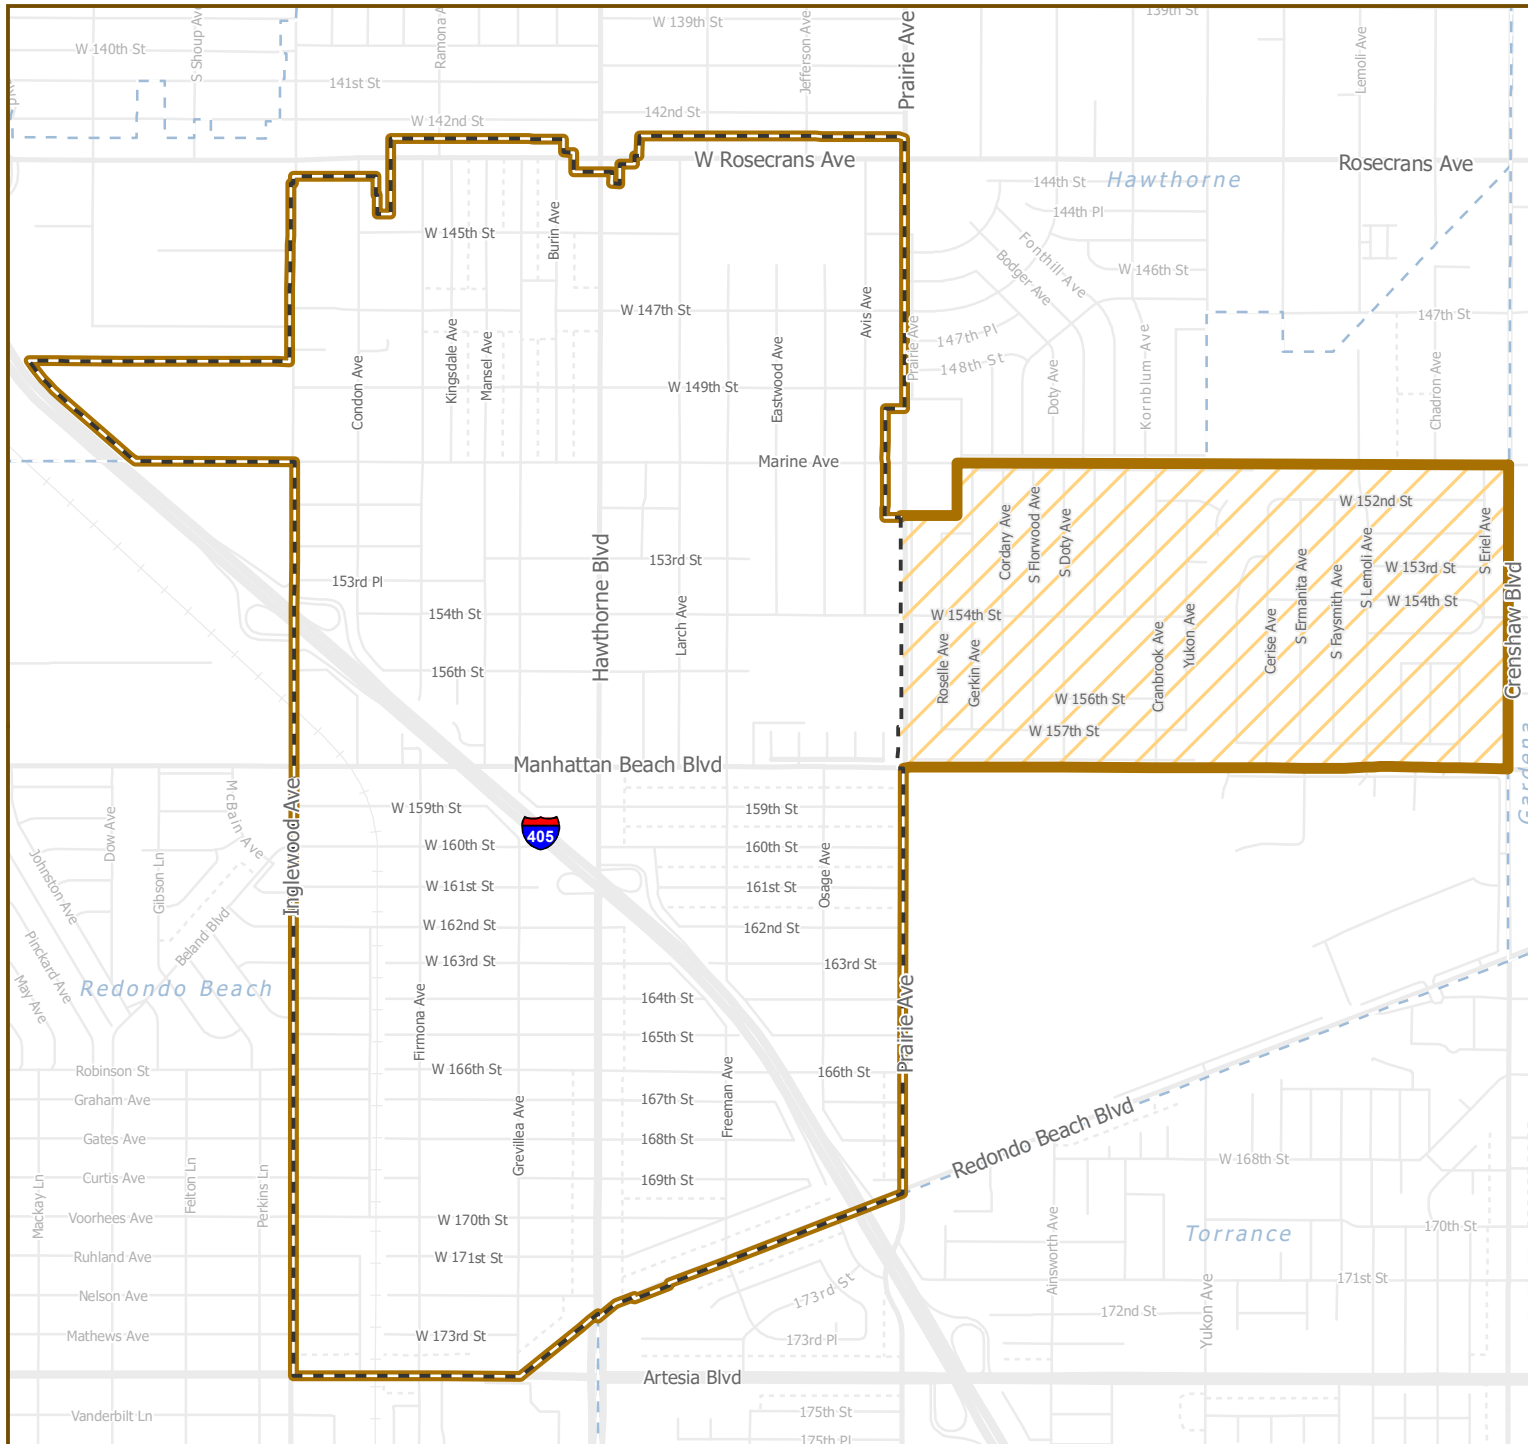 139th St
W 139th St
W 140th St
S Shoup Ave
Ramona A
Jefferson Ave
Prairie Ave
Lemoli Ave
141st St
142nd St
W 142nd St
W Rosecrans Ave
Rosecrans Ave
Hawthorne
144th St
144th Pl
W 145th St
Burin Ave
Fonthill Ave
Bodger Ave
W 146th St
W 147th St
Avis Ave
147th St
147th Pl
148th St
Prairie Ave
Kingsdale Ave
Mansel Ave
Condon Ave
Eastwood Ave
Doty Ave
Kornblum Ave
Chadron Ave
W 149th St
Marine Ave
W 152nd St
Cordary Ave
S Florwood Ave
S Doty Ave
S Eriel Ave
S Lemoli Ave
W 153rd St
153rd St
Hawthorne Blvd
153rd Pl
S Ermanita Ave
S Faysmith Ave
Crenshaw Blvd
W 154th St
W 154th St
154th St
Larch Ave
Yukon Ave
Cerise Ave
Cranbrook Ave
Roselle Ave
Gerkin Ave
156th St
W 156th St
W 157th St
Gardena
Manhattan Beach Blvd
W 159th St
159th St
McBain Ave
Dow Ave
405
W 160th St
160th St
Inglewood Ave
Johnston Ave
Gibson Ln
W 161st St
161st St
Osage Ave
W 162nd St
162nd St
Beland Blvd
Pinckard Ave
May Ave
W 163rd St
163rd St
Redondo Beach
164th St
Firmona Ave
Prairie Ave
165th St
Robinson St
W 166th St
166th St
Freeman Ave
Graham Ave
167th St
Redondo Beach Blvd
Gates Ave
Grevillea Ave
168th St
W 168th St
Curtis Ave
169th St
Mackay Ln
Felton Ln
Perkins Ln
Voorhees Ave
W 170th St
170th St
Torrance
Ainsworth Ave
Ruhland Ave
W 171st St
171st St
Nelson Ave
173rd St
172nd St
Yukon Ave
Mathews Ave
W 173rd St
173rd Pl
Artesia Blvd
Vanderbilt Ln
175th St
175th Pl